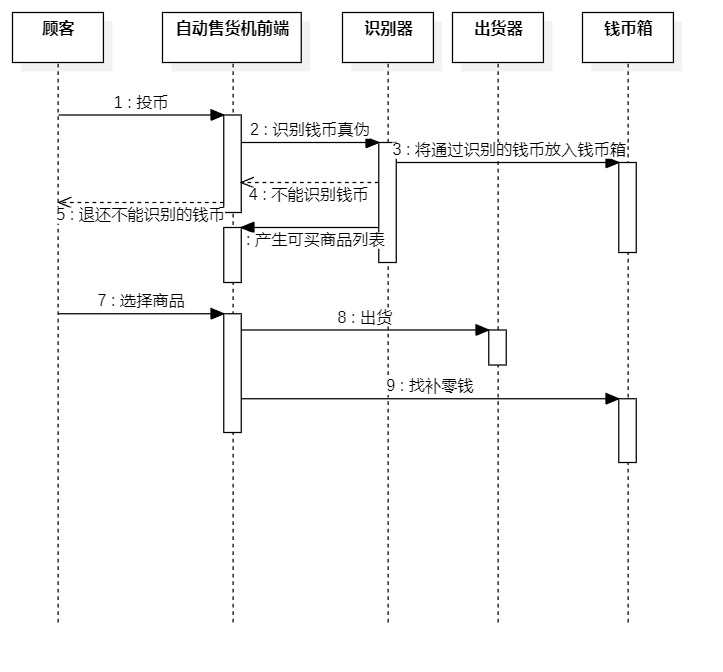 顾客
自动售货机前端
识别器
出货器
钱币箱
1 : 投币
2 : 识别钱币真伪
3 : 将通过识别的钱币放入钱币箱
4 : 不能识别钱币
5 : 退还不能识别的钱币
: 产生可买商品列表
7 : 选择商品
8 : 出货
9 : 找补零钱